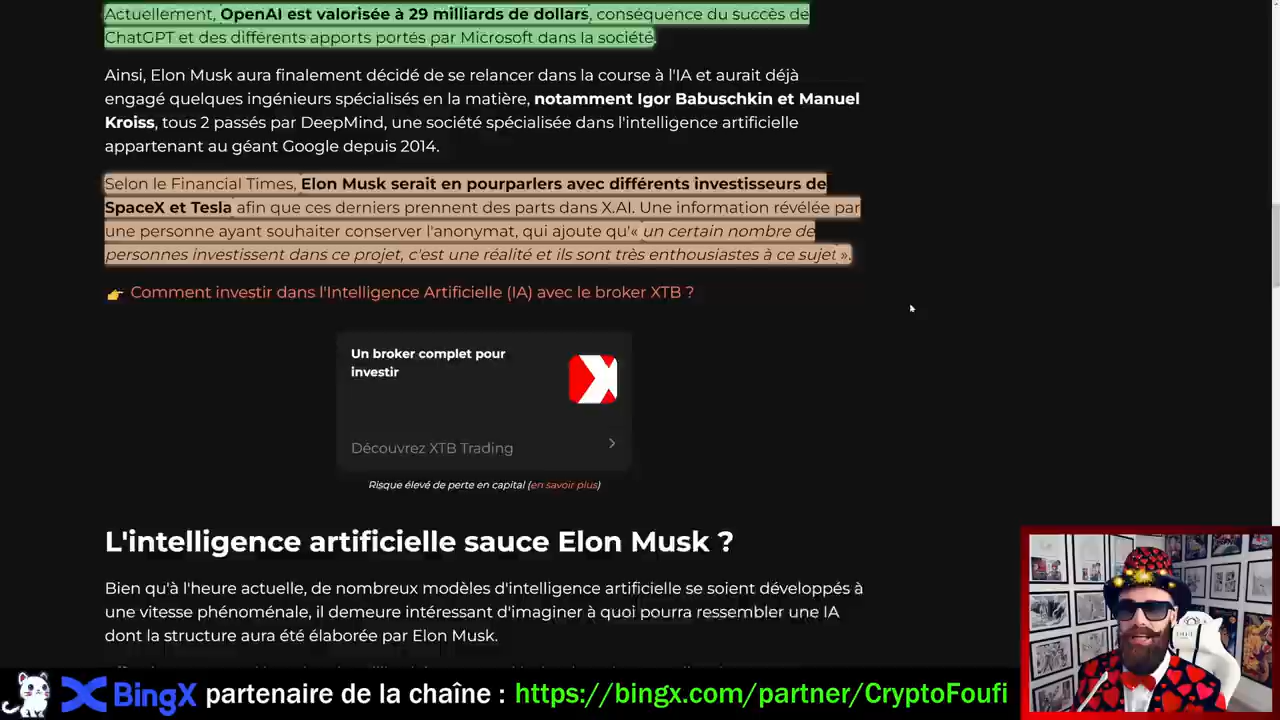 Actuellement, OpenAI est valorisée à 29 milliards de dollars, conséquence du succès de
ChatGPT et des différents apports portés par Microsoft dans la société.
Ainsi, Elon Musk aura finalement décidé de se relancer dans la course à l'IA et aurait déjà
engagé quelques ingénieurs spécialisés en la matière, notamment Igor Babuschkin et Manuel
Kroiss, tous 2 passés par DeepMind, une société spécialisée dans l'intelligence artificielle
appartenant au géant Google depuis 2014.
Selon le Financial Times, Elon Musk serait en pourparlers avec différents investisseurs de
SpaceX et Tesla afin que ces derniers prennent des parts dans X.AI. Une information révélée par
une personne ayant souhaiter conserver l'anonymat, qui ajoute qu'« un certain nombre de
personnes investissent dans ce projet, c'est une réalité et ils sont très enthousiastes à ce sujet ».
👉 Comment investir dans l'Intelligence Artificielle (IA) avec le broker XTB ?
Un broker complet pour
investir
Découvrez XTB Trading
Risque élevé de perte en capital (en savoir plus)
L'intelligence artificielle sauce Elon Musk ?
Bien qu'à l'heure actuelle, de nombreux modèles d'intelligence artificielle se soient développés à
une vitesse phénoménale, il demeure intéressant d'imaginer à quoi pourra ressembler une IA
dont la structure aura été élaborée par Elon Musk.
BingX partenaire de la chaîne : https://bingx.com/partner/CryptoFoufi